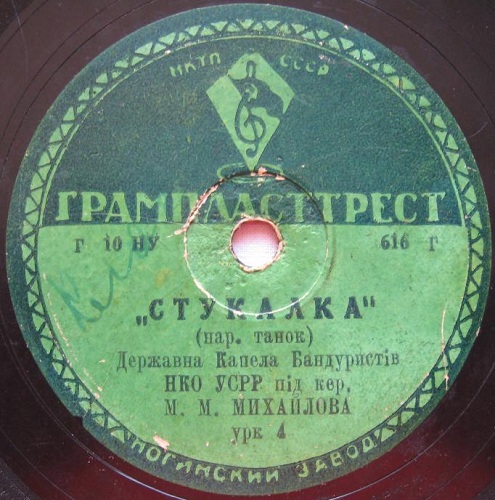 НКТП СССР
ГРАМПЛАСТТРЕСТ
Г 10 НУ 616 Г
„СТУКАЛКА"
(нар. танок)
Державна Капела Бандуристів
НКО УСРР під кер.
М. М. МИХАЙЛОВА
урк 4
НОГИНСКИЙ ЗАВОД